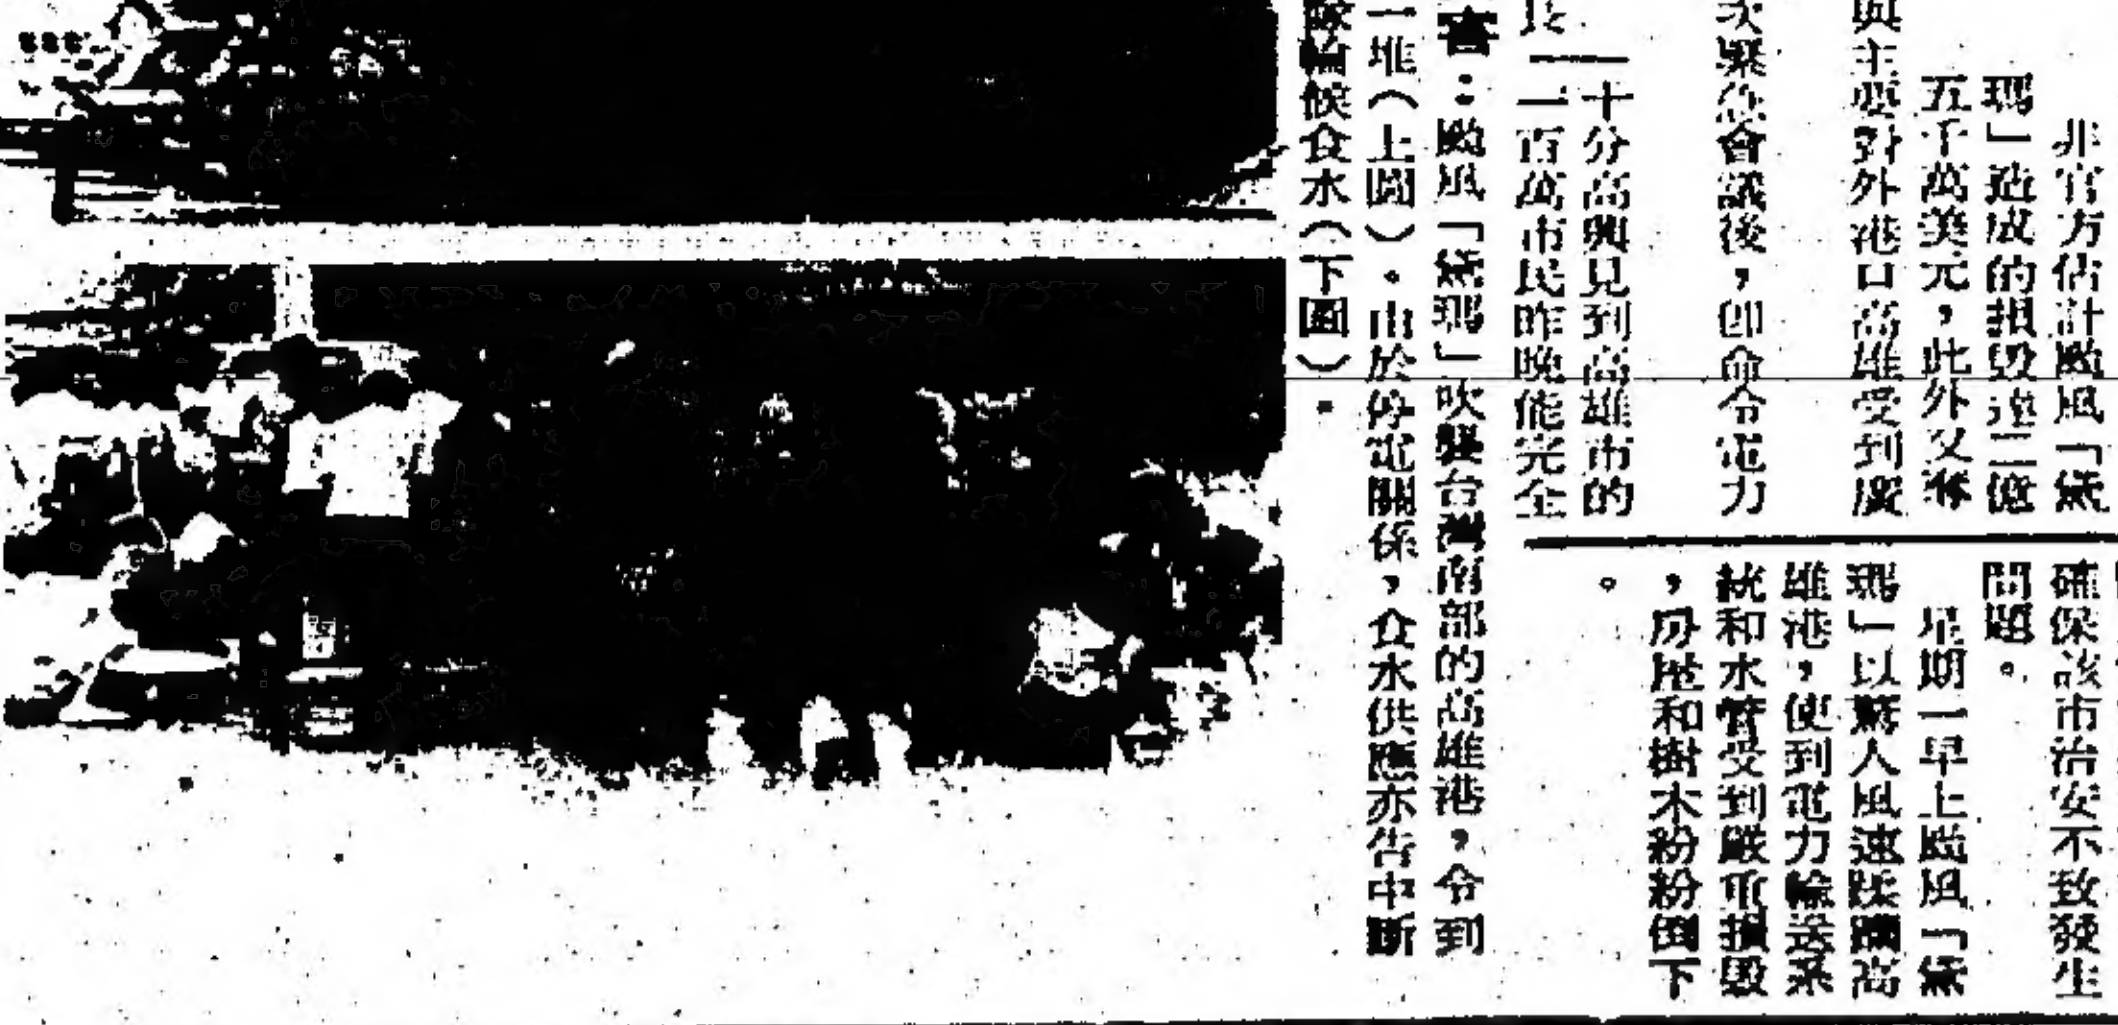 非官方估計颱風「黛
瑪」造成的損毀達二億
五千萬美元，此外又奪
與主要對外港口高雄受到廣
次緊急會議後，即命令電力
十分高興見到高雄市的
一百萬市民昨晚能完全
確保該市治安不致發生
問題。
星期一早上颱風「黛
瑪」以驚人風速蹂躪高
雄港，使到電力輸送系
統和水管受到嚴重損毀
，房屋和樹木紛紛倒下
。
：颱風「黛瑪」吹襲台灣南部的高雄港，令到
一堆（上圖）。由於停電關係，食水供應亦告中斷
隊輪候食水（下圖）．